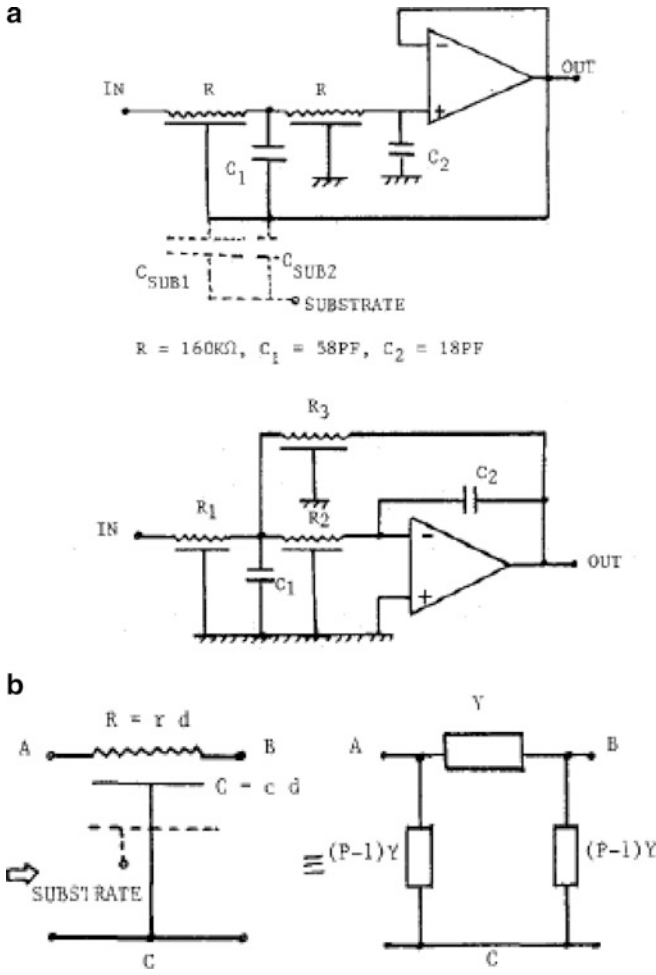 a
OUT
IN R R
- +
C1 C2
CSUB1 CSUB2
SUBSTRATE
R = 160KΩ, C1 = 58PF, C2 = 18PF
R3
C2
IN R1 R2
- +
C1 OUT
b
R = r d
A B
C = c d
SUBSTRATE
C
Y
A B
≡ (P-1)Y (P-1)Y
C